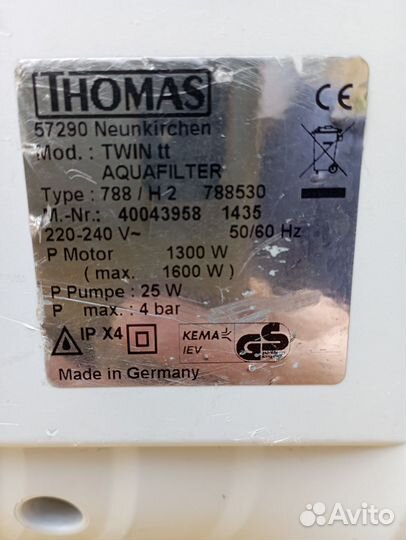 THOMAS
CE
57290 Neunkirchen
Mod.: TWIN tt
AQUAFILTER
Type : 788 / H 2 788530
M.-Nr.: 40043958 1435
220-240 V~ 50/60 Hz
P Motor 1300 W
( max. 1600 W )
P Pumpe : 25 W
P max. : 4 bar
IP X4
KEMA
IEV
GS
Made in Germany
Avito